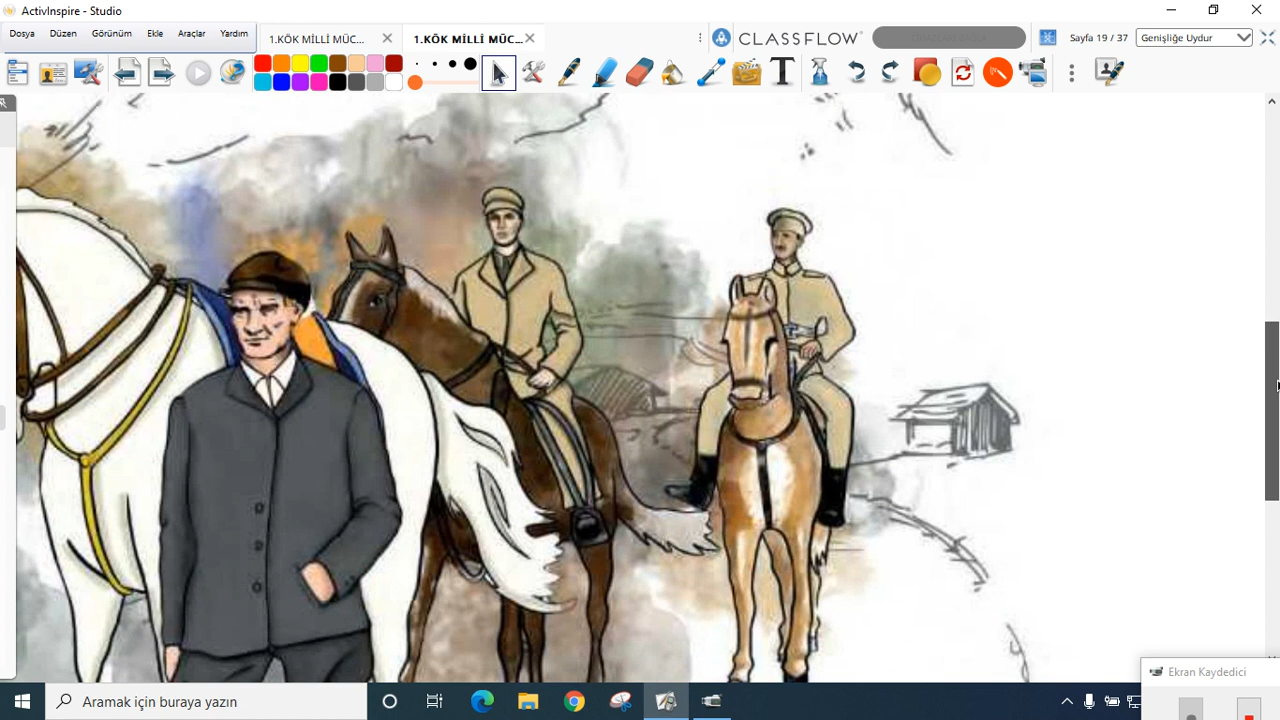 ActivInspire - Studio
Dosya Düzen Görünüm Ekle Araçlar Yardım
1.KÖK MİLLİ MÜC...
1.KÖK MİLLİ MÜC...
CLASSFLOW
Sayfa 19 / 37
Genişliğe Uydur
Ekran Kaydedici
Aramak için buraya yazın